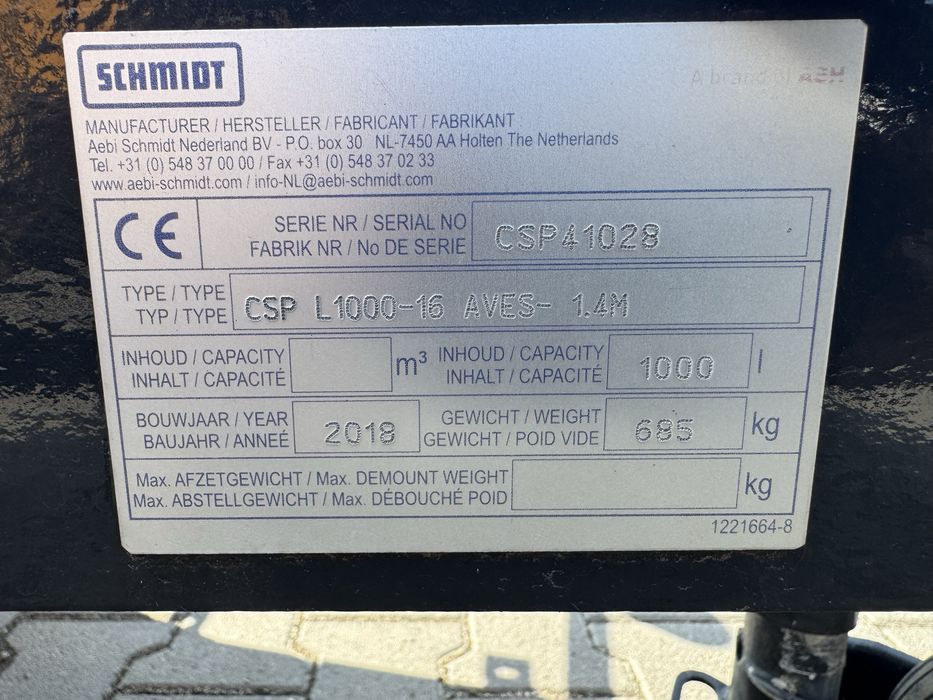 SCHMIDT
A brand of ASH
MANUFACTURER / HERSTELLER / FABRICANT / FABRIKANT
Aebi Schmidt Nederland BV - P.O. box 30 NL-7450 AA Holten The Netherlands
Tel. +31 (0) 548 37 00 00 / Fax +31 (0) 548 37 02 33
www.aebi-schmidt.com / info-NL@aebi-schmidt.com
CE
SERIE NR / SERIAL NO
FABRIK NR / No DE SERIE
CSP41028
TYPE / TYPE
TYP / TYPE
CSP L1000-16 AVES- 1.4M
INHOUD / CAPACITY
INHALT / CAPACITÉ
m³
INHOUD / CAPACITY
INHALT / CAPACITÉ
1000
l
BOUWJAAR / YEAR
BAUJAHR / ANNEÉ
2018
GEWICHT / WEIGHT
GEWICHT / POID VIDE
685
kg
Max. AFZETGEWICHT / Max. DEMOUNT WEIGHT
Max. ABSTELLGEWICHT / Max. DÉBOUCHÉ POID
kg
1221664-8